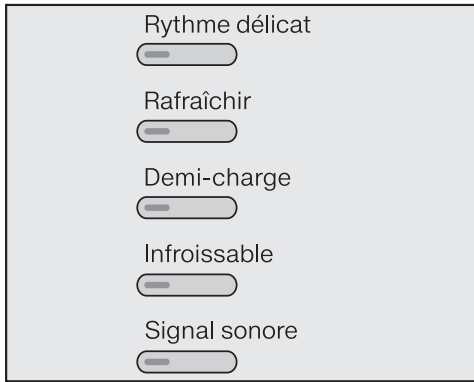 Rythme délicat
Rafraîchir
Demi-charge
Infroissable
Signal sonore